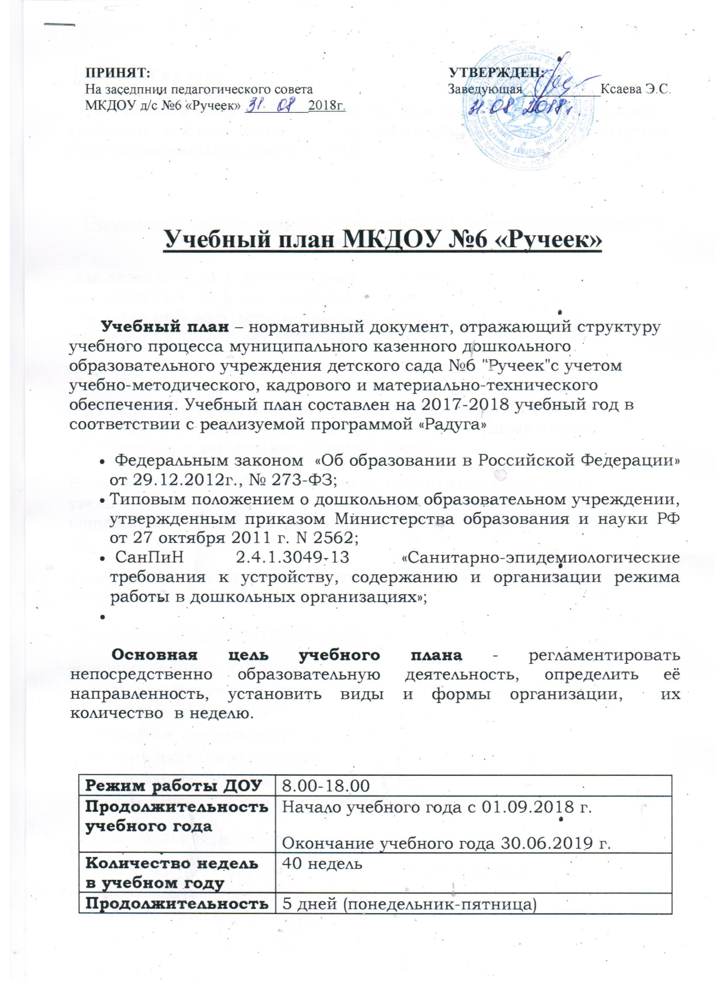 ПРИНЯТ:
На заседпнии педагогического совета
МКДОУ д/с №6 «Ручеек» 31. 08 2018г.
УТВЕРЖДЕН:
Заведующая Ксаева Э.С.
31.08 2018г.
Учебный план МКДОУ №6 «Ручеек»
Учебный план – нормативный документ, отражающий структуру
учебного процесса муниципального казенного дошкольного
образовательного учреждения детского сада №6 "Ручеек"с учетом
учебно-методического, кадрового и материально-технического
обеспечения. Учебный план составлен на 2017-2018 учебный год в
соответствии с реализуемой программой «Радуга»
• Федеральным законом «Об образовании в Российской Федерации»
от 29.12.2012г., № 273-ФЗ;
• Типовым положением о дошкольном образовательном учреждении,
утвержденным приказом Министерства образования и науки РФ
от 27 октября 2011 г. N 2562;
• СанПиН 2.4.1.3049-13 «Санитарно-эпидемиологические
требования к устройству, содержанию и организации режима
работы в дошкольных организациях»;
•
Основная цель учебного плана - регламентировать
непосредственно образовательную деятельность, определить её
направленность, установить виды и формы организации, их
количество в неделю.
Режим работы ДОУ 8.00-18.00
Продолжительность Начало учебного года с 01.09.2018 г.
учебного года
Окончание учебного года 30.06.2019 г.
Количество недель 40 недель
в учебном году
Продолжительность 5 дней (понедельник-пятница)